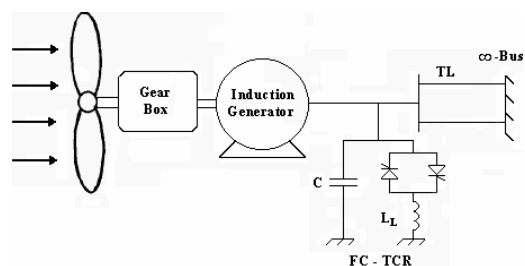 ∞-Bus
TL
Gear
Box
Induction
Generator
C
L_L
FC - TCR